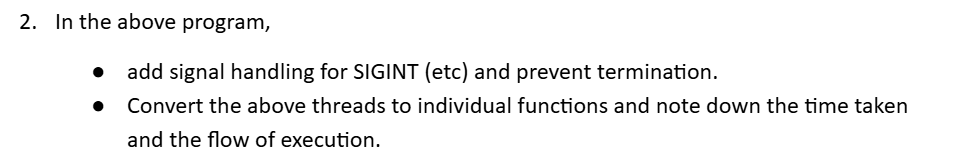 2. In the above program,
● add signal handling for SIGINT (etc) and prevent termination.
● Convert the above threads to individual functions and note down the time taken
and the flow of execution.